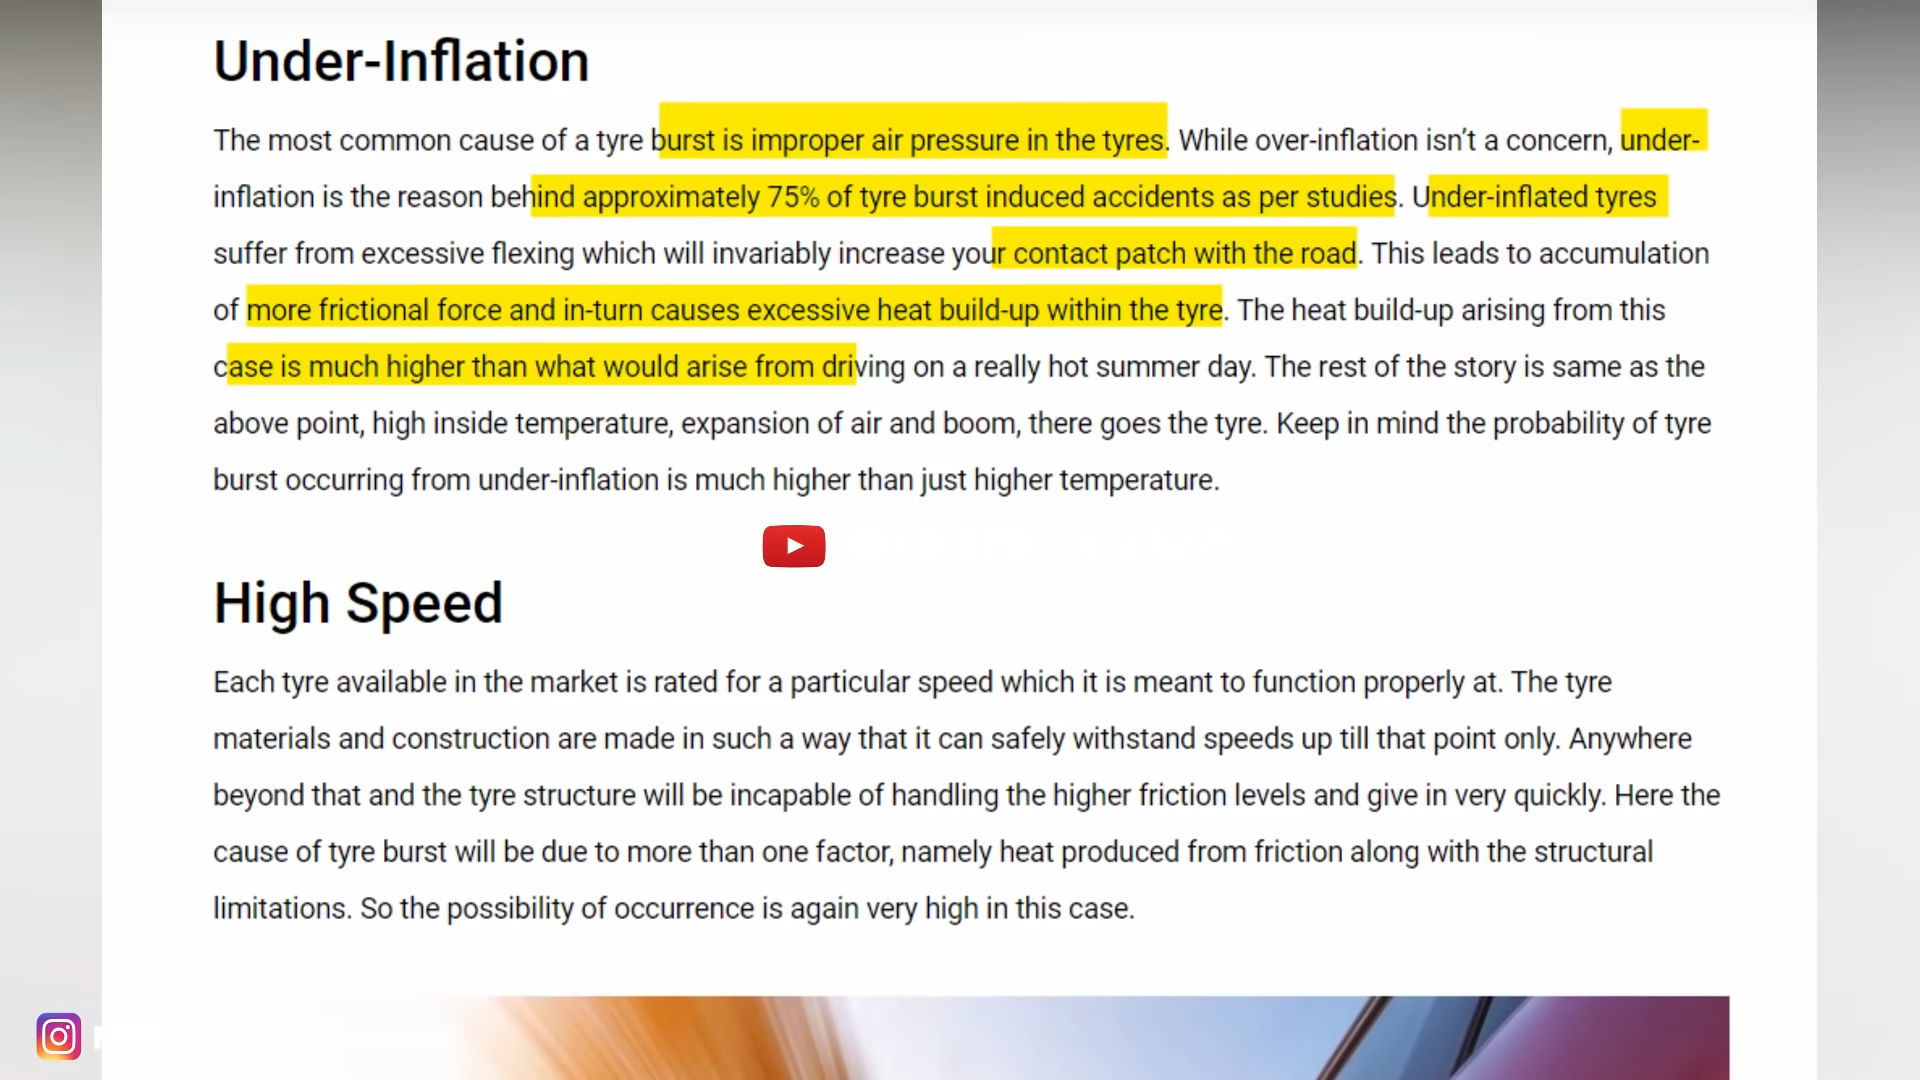 Under-Inflation
The most common cause of a tyre burst is improper air pressure in the tyres. While over-inflation isn’t a concern, under-
inflation is the reason behind approximately 75% of tyre burst induced accidents as per studies. Under-inflated tyres
suffer from excessive flexing which will invariably increase your contact patch with the road. This leads to accumulation
of more frictional force and in-turn causes excessive heat build-up within the tyre. The heat build-up arising from this
case is much higher than what would arise from driving on a really hot summer day. The rest of the story is same as the
above point, high inside temperature, expansion of air and boom, there goes the tyre. Keep in mind the probability of tyre
burst occurring from under-inflation is much higher than just higher temperature.
High Speed
Each tyre available in the market is rated for a particular speed which it is meant to function properly at. The tyre
materials and construction are made in such a way that it can safely withstand speeds up till that point only. Anywhere
beyond that and the tyre structure will be incapable of handling the higher friction levels and give in very quickly. Here the
cause of tyre burst will be due to more than one factor, namely heat produced from friction along with the structural
limitations. So the possibility of occurrence is again very high in this case.